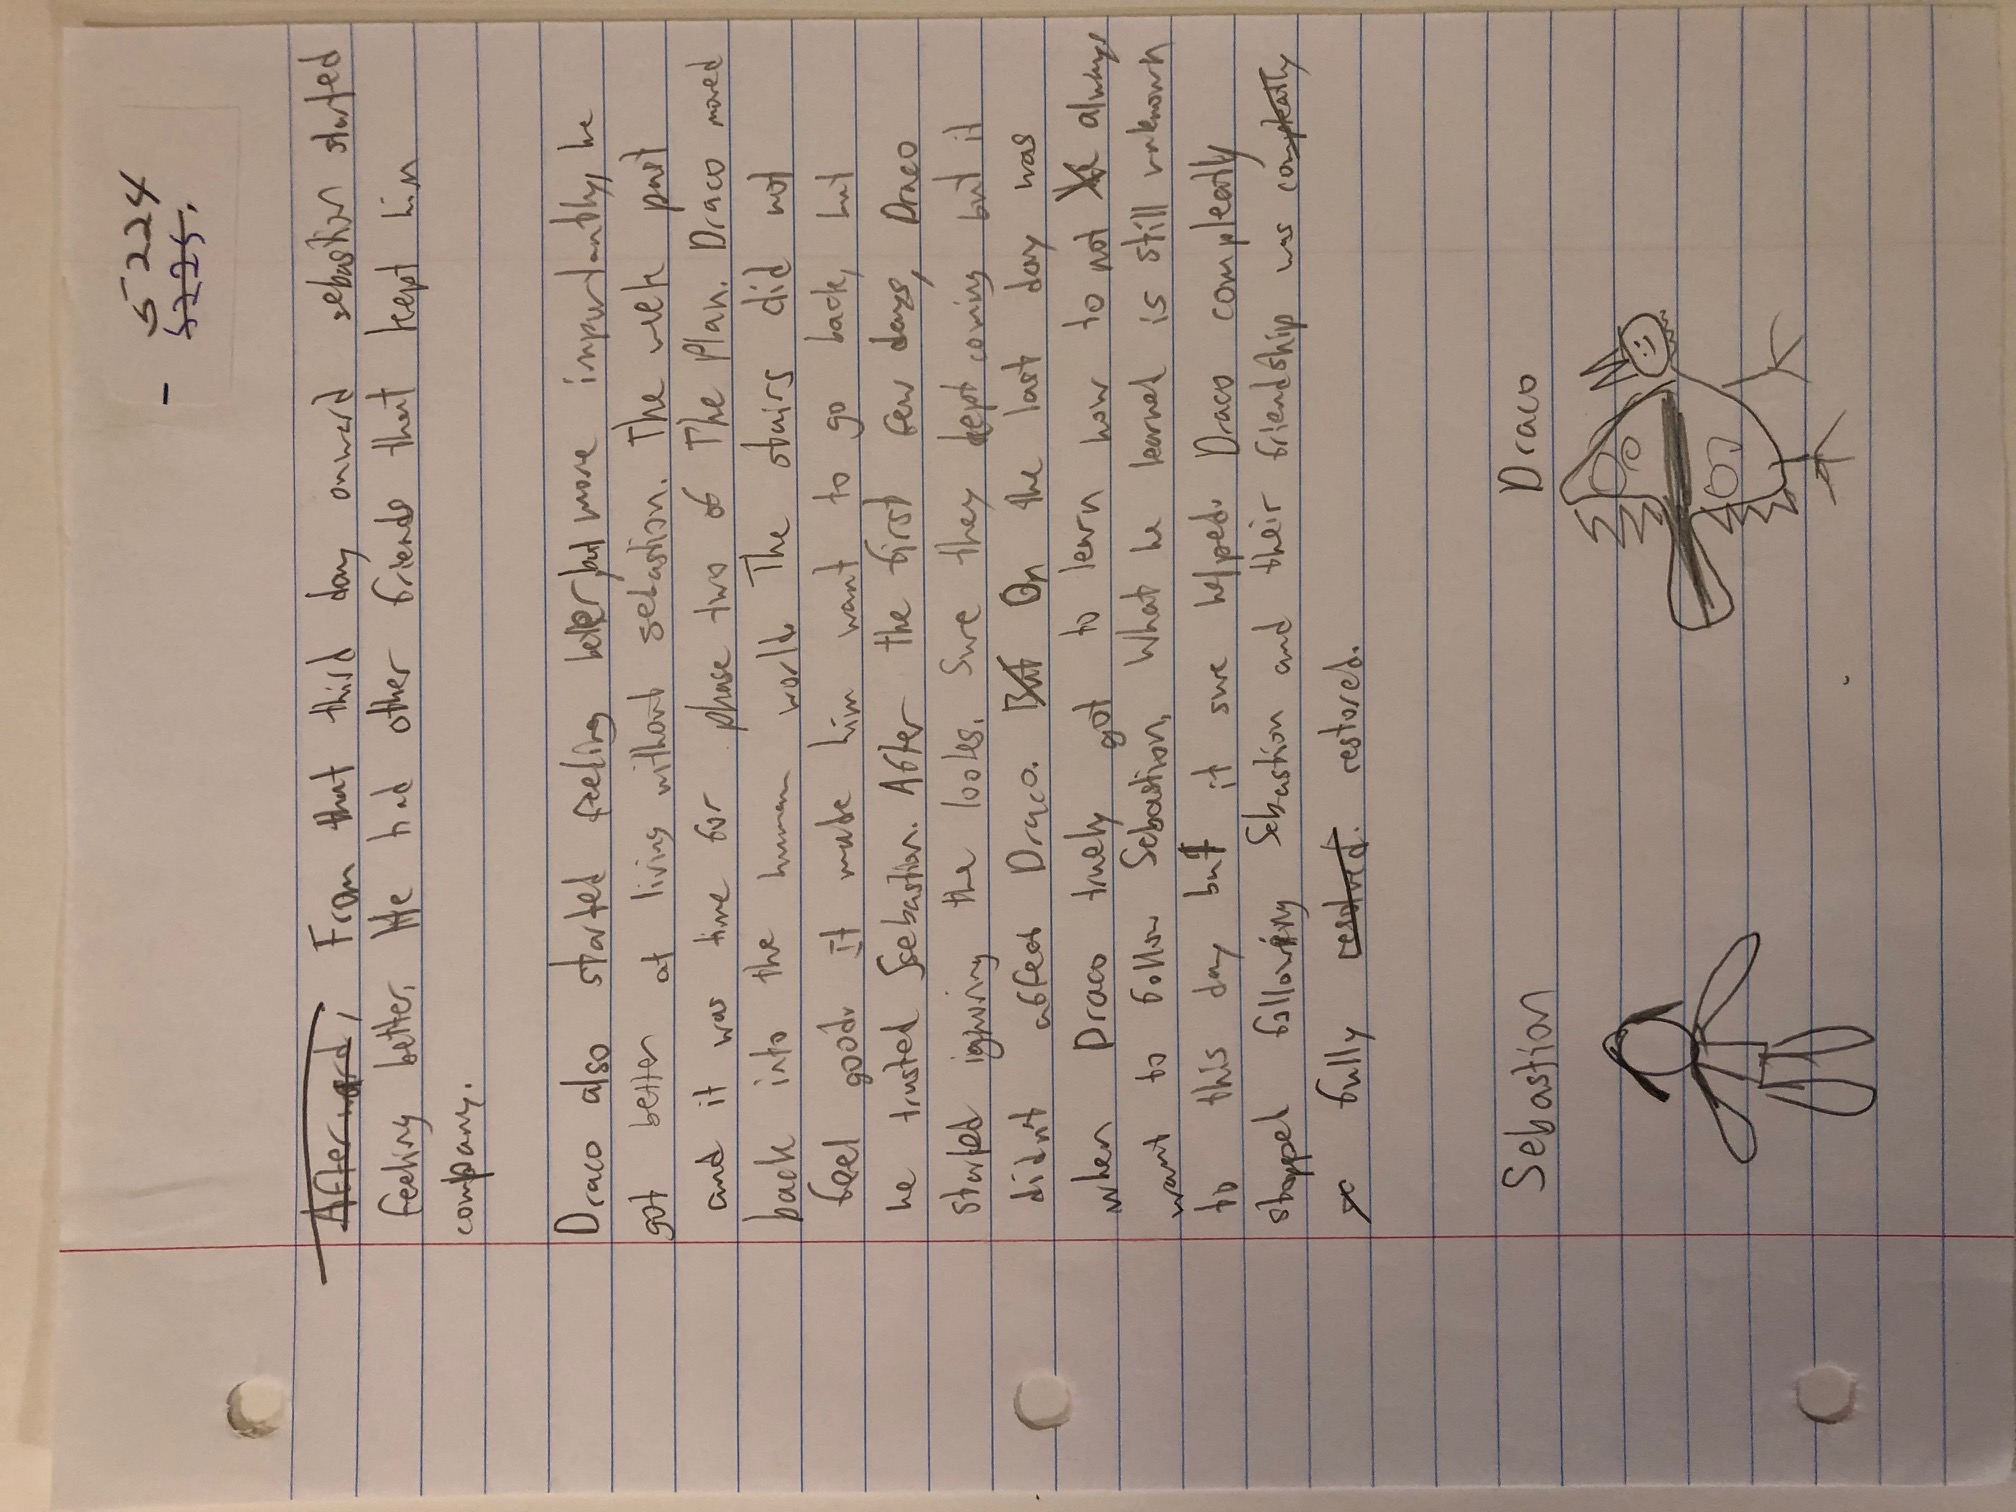 - 5224
5225.
Afterward, From that third day onward sebastion started
feeling better. He had other friends that kept him
company.
Draco also started feeling better, but more importantly, he
got better at living without sebastion. The week past
and it was time for phase two of The Plan. Draco moved
back into the human world. The stairs did not
feel good. it made him want to go back, but
he trusted Sebastion. After the first few days, Draco
started ignoring the looks. Sure they kept coming but it
didn't affect Draco. But On the last day was
when Draco truely got to learn how to not always
want to follow Sebastion. What he learned is still unknown
to this day but it sure helped. Draco compleatly
stopped following Sebastion and their friendship was compleatly
fully resolved. restored.
Sebastion Draco